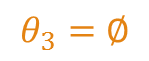 θ₃ = ∅